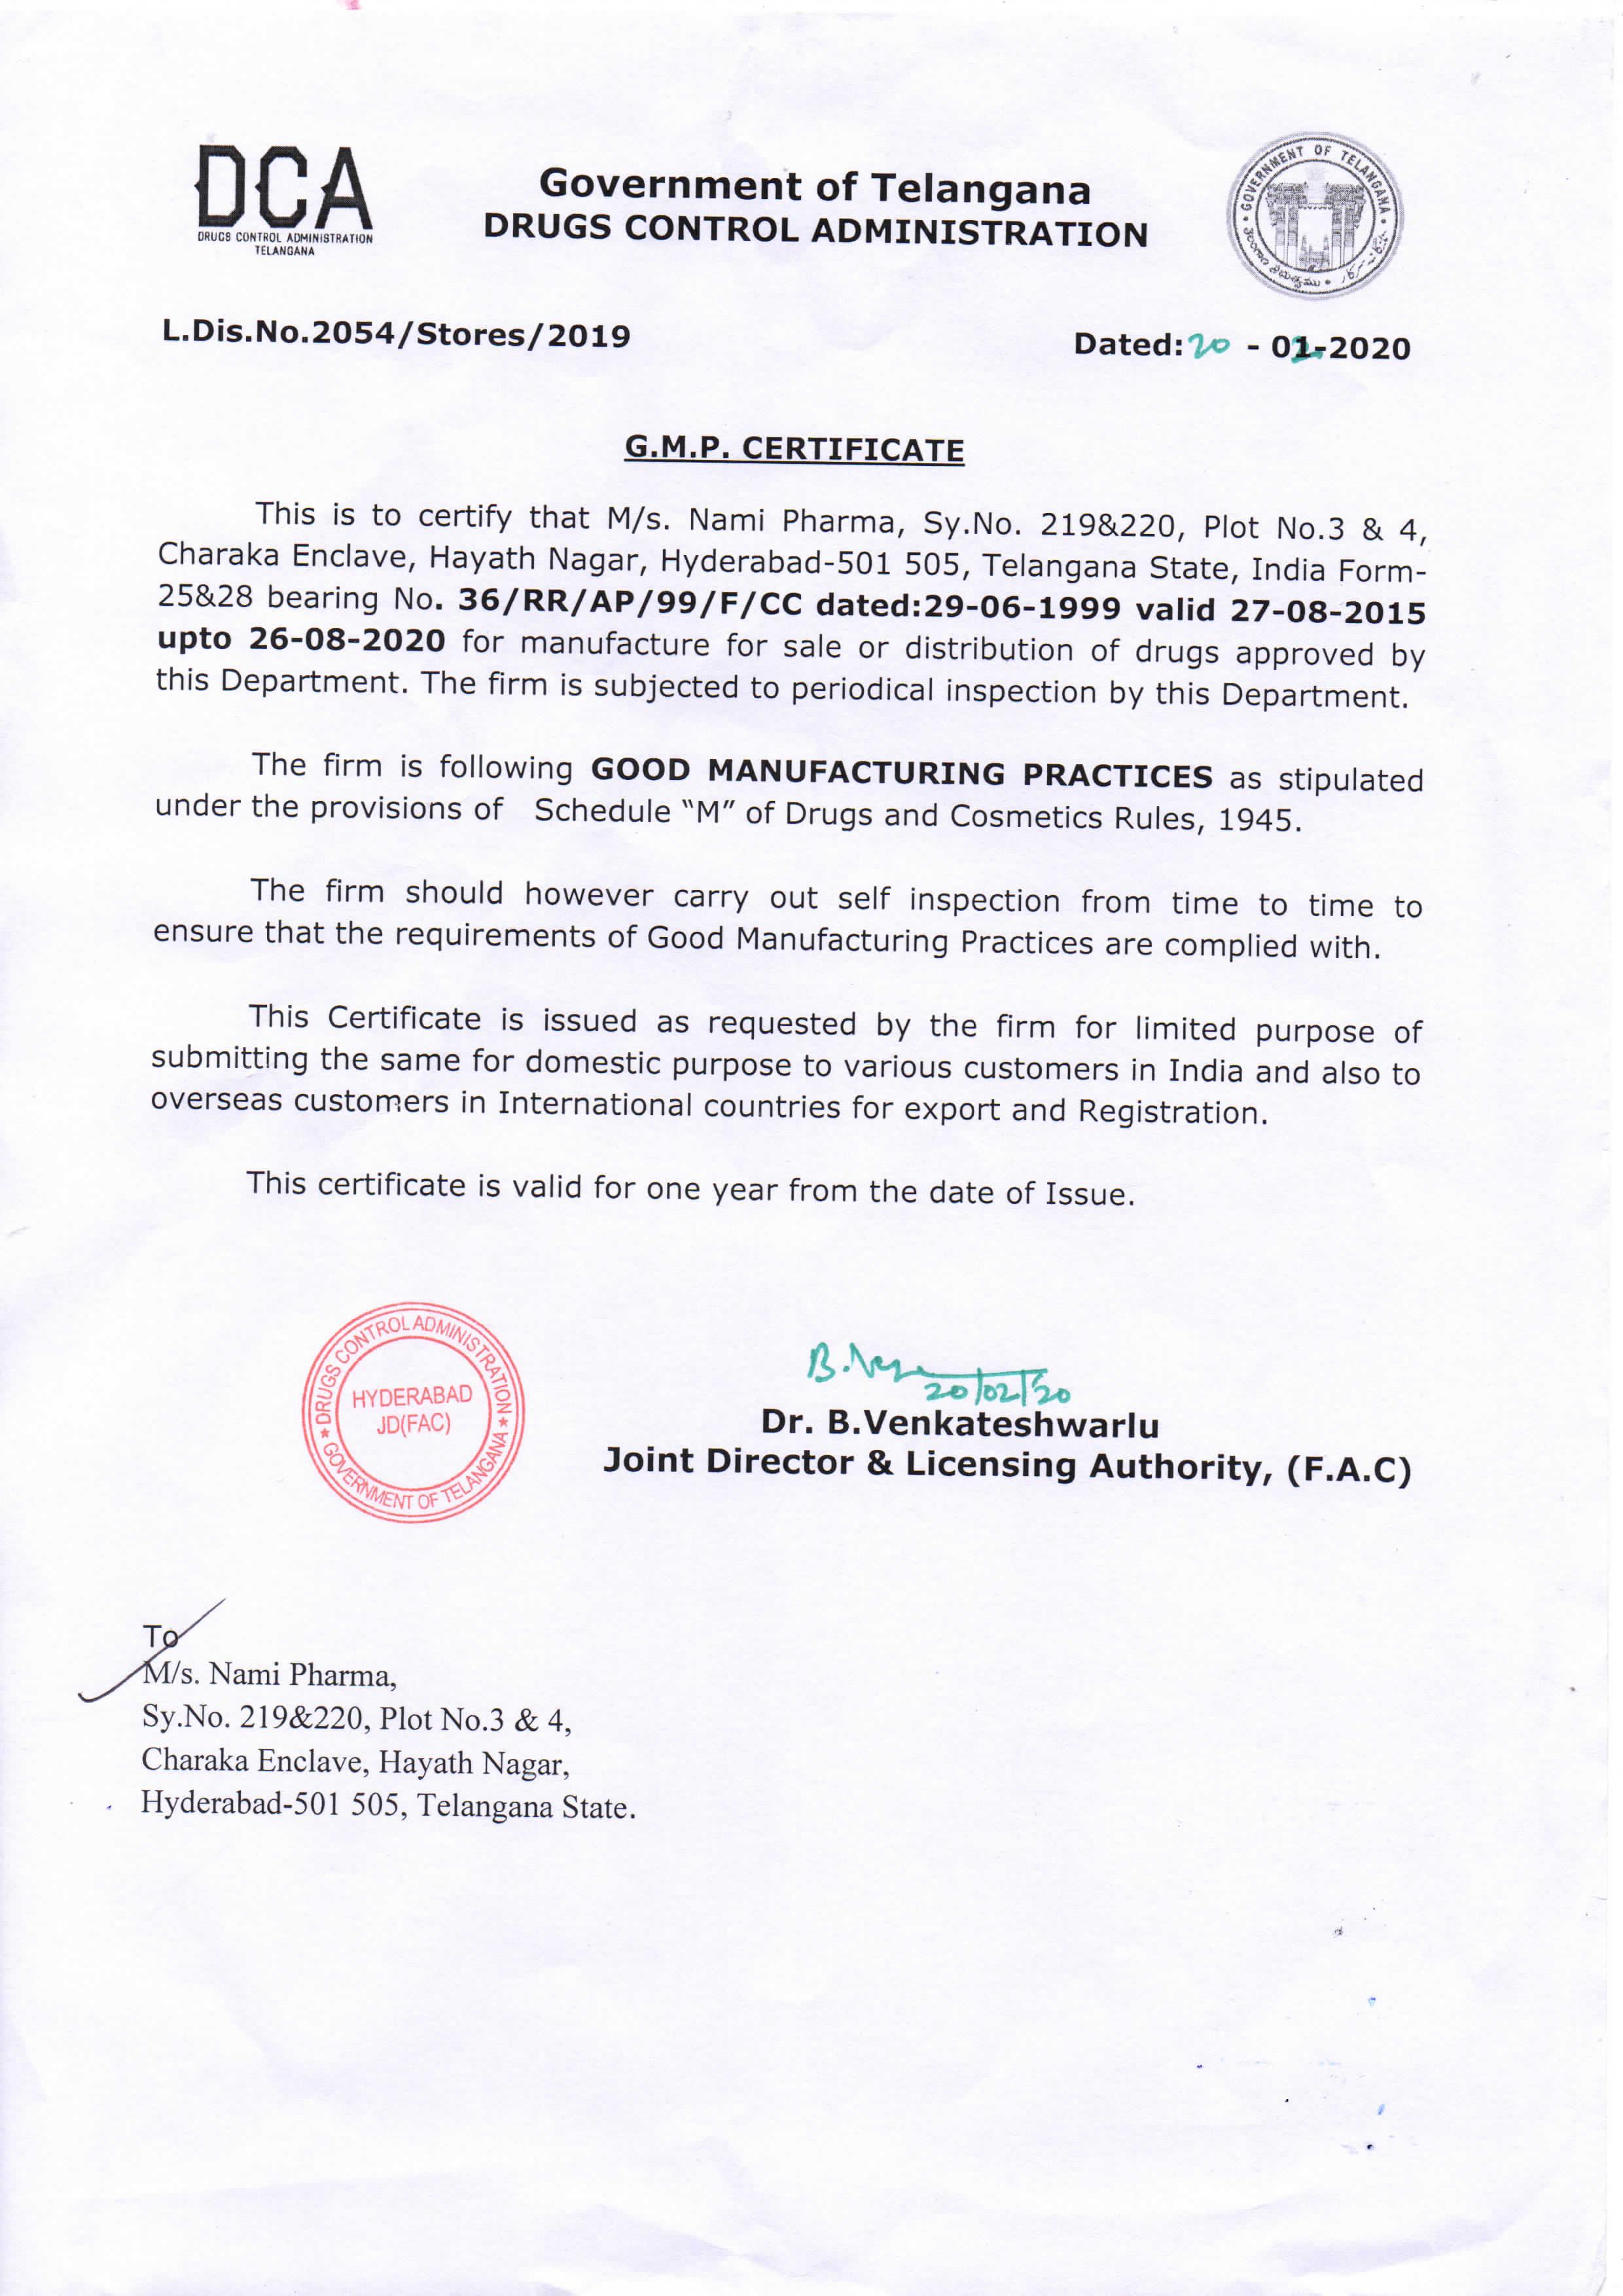 DCA
DRUGS CONTROL ADMINISTRATION
TELANGANA
Government of Telangana
DRUGS CONTROL ADMINISTRATION
GOVERNMENT OF TELANGANA
తెలంగాణ ప్రభుత్వము
L.Dis.No.2054/Stores/2019
Dated: 20 - 02-2020
G.M.P. CERTIFICATE
This is to certify that M/s. Nami Pharma, Sy.No. 219&220, Plot No.3 & 4,
Charaka Enclave, Hayath Nagar, Hyderabad-501 505, Telangana State, India Form-
25&28 bearing No. 36/RR/AP/99/F/CC dated:29-06-1999 valid 27-08-2015
upto 26-08-2020 for manufacture for sale or distribution of drugs approved by
this Department. The firm is subjected to periodical inspection by this Department.
The firm is following GOOD MANUFACTURING PRACTICES as stipulated
under the provisions of Schedule “M” of Drugs and Cosmetics Rules, 1945.
The firm should however carry out self inspection from time to time to
ensure that the requirements of Good Manufacturing Practices are complied with.
This Certificate is issued as requested by the firm for limited purpose of
submitting the same for domestic purpose to various customers in India and also to
overseas customers in International countries for export and Registration.
This certificate is valid for one year from the date of Issue.
DRUGS CONTROL ADMINISTRATION
HYDERABAD
JD(FAC)
GOVERNMENT OF TELANGANA
20/02/20
Dr. B.Venkateshwarlu
Joint Director & Licensing Authority, (F.A.C)
To
M/s. Nami Pharma,
Sy.No. 219&220, Plot No.3 & 4,
Charaka Enclave, Hayath Nagar,
Hyderabad-501 505, Telangana State.